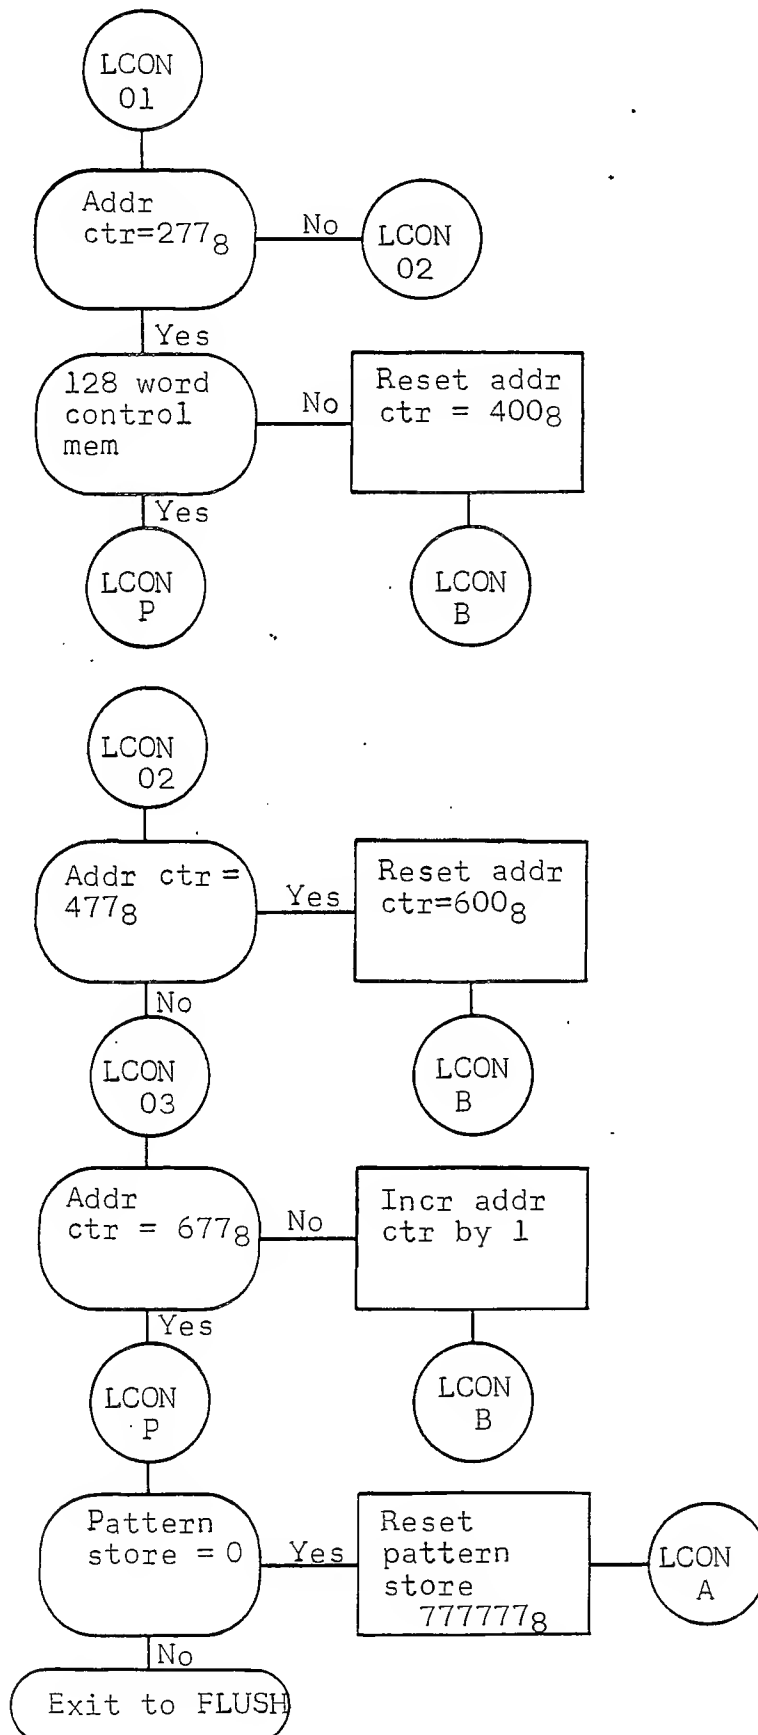 LCON
01
Addr
ctr=277₈
No
LCON
02
Yes
128 word
control
mem
No
Reset addr
ctr = 400₈
Yes
LCON
P
LCON
B
LCON
02
Addr ctr =
477₈
Yes
Reset addr
ctr=600₈
No
LCON
03
LCON
B
Addr
ctr = 677₈
No
Incr addr
ctr by 1
Yes
LCON
P
LCON
B
Pattern
store = 0
Yes
Reset
pattern
store
777777₈
LCON
A
No
Exit to FLUSH